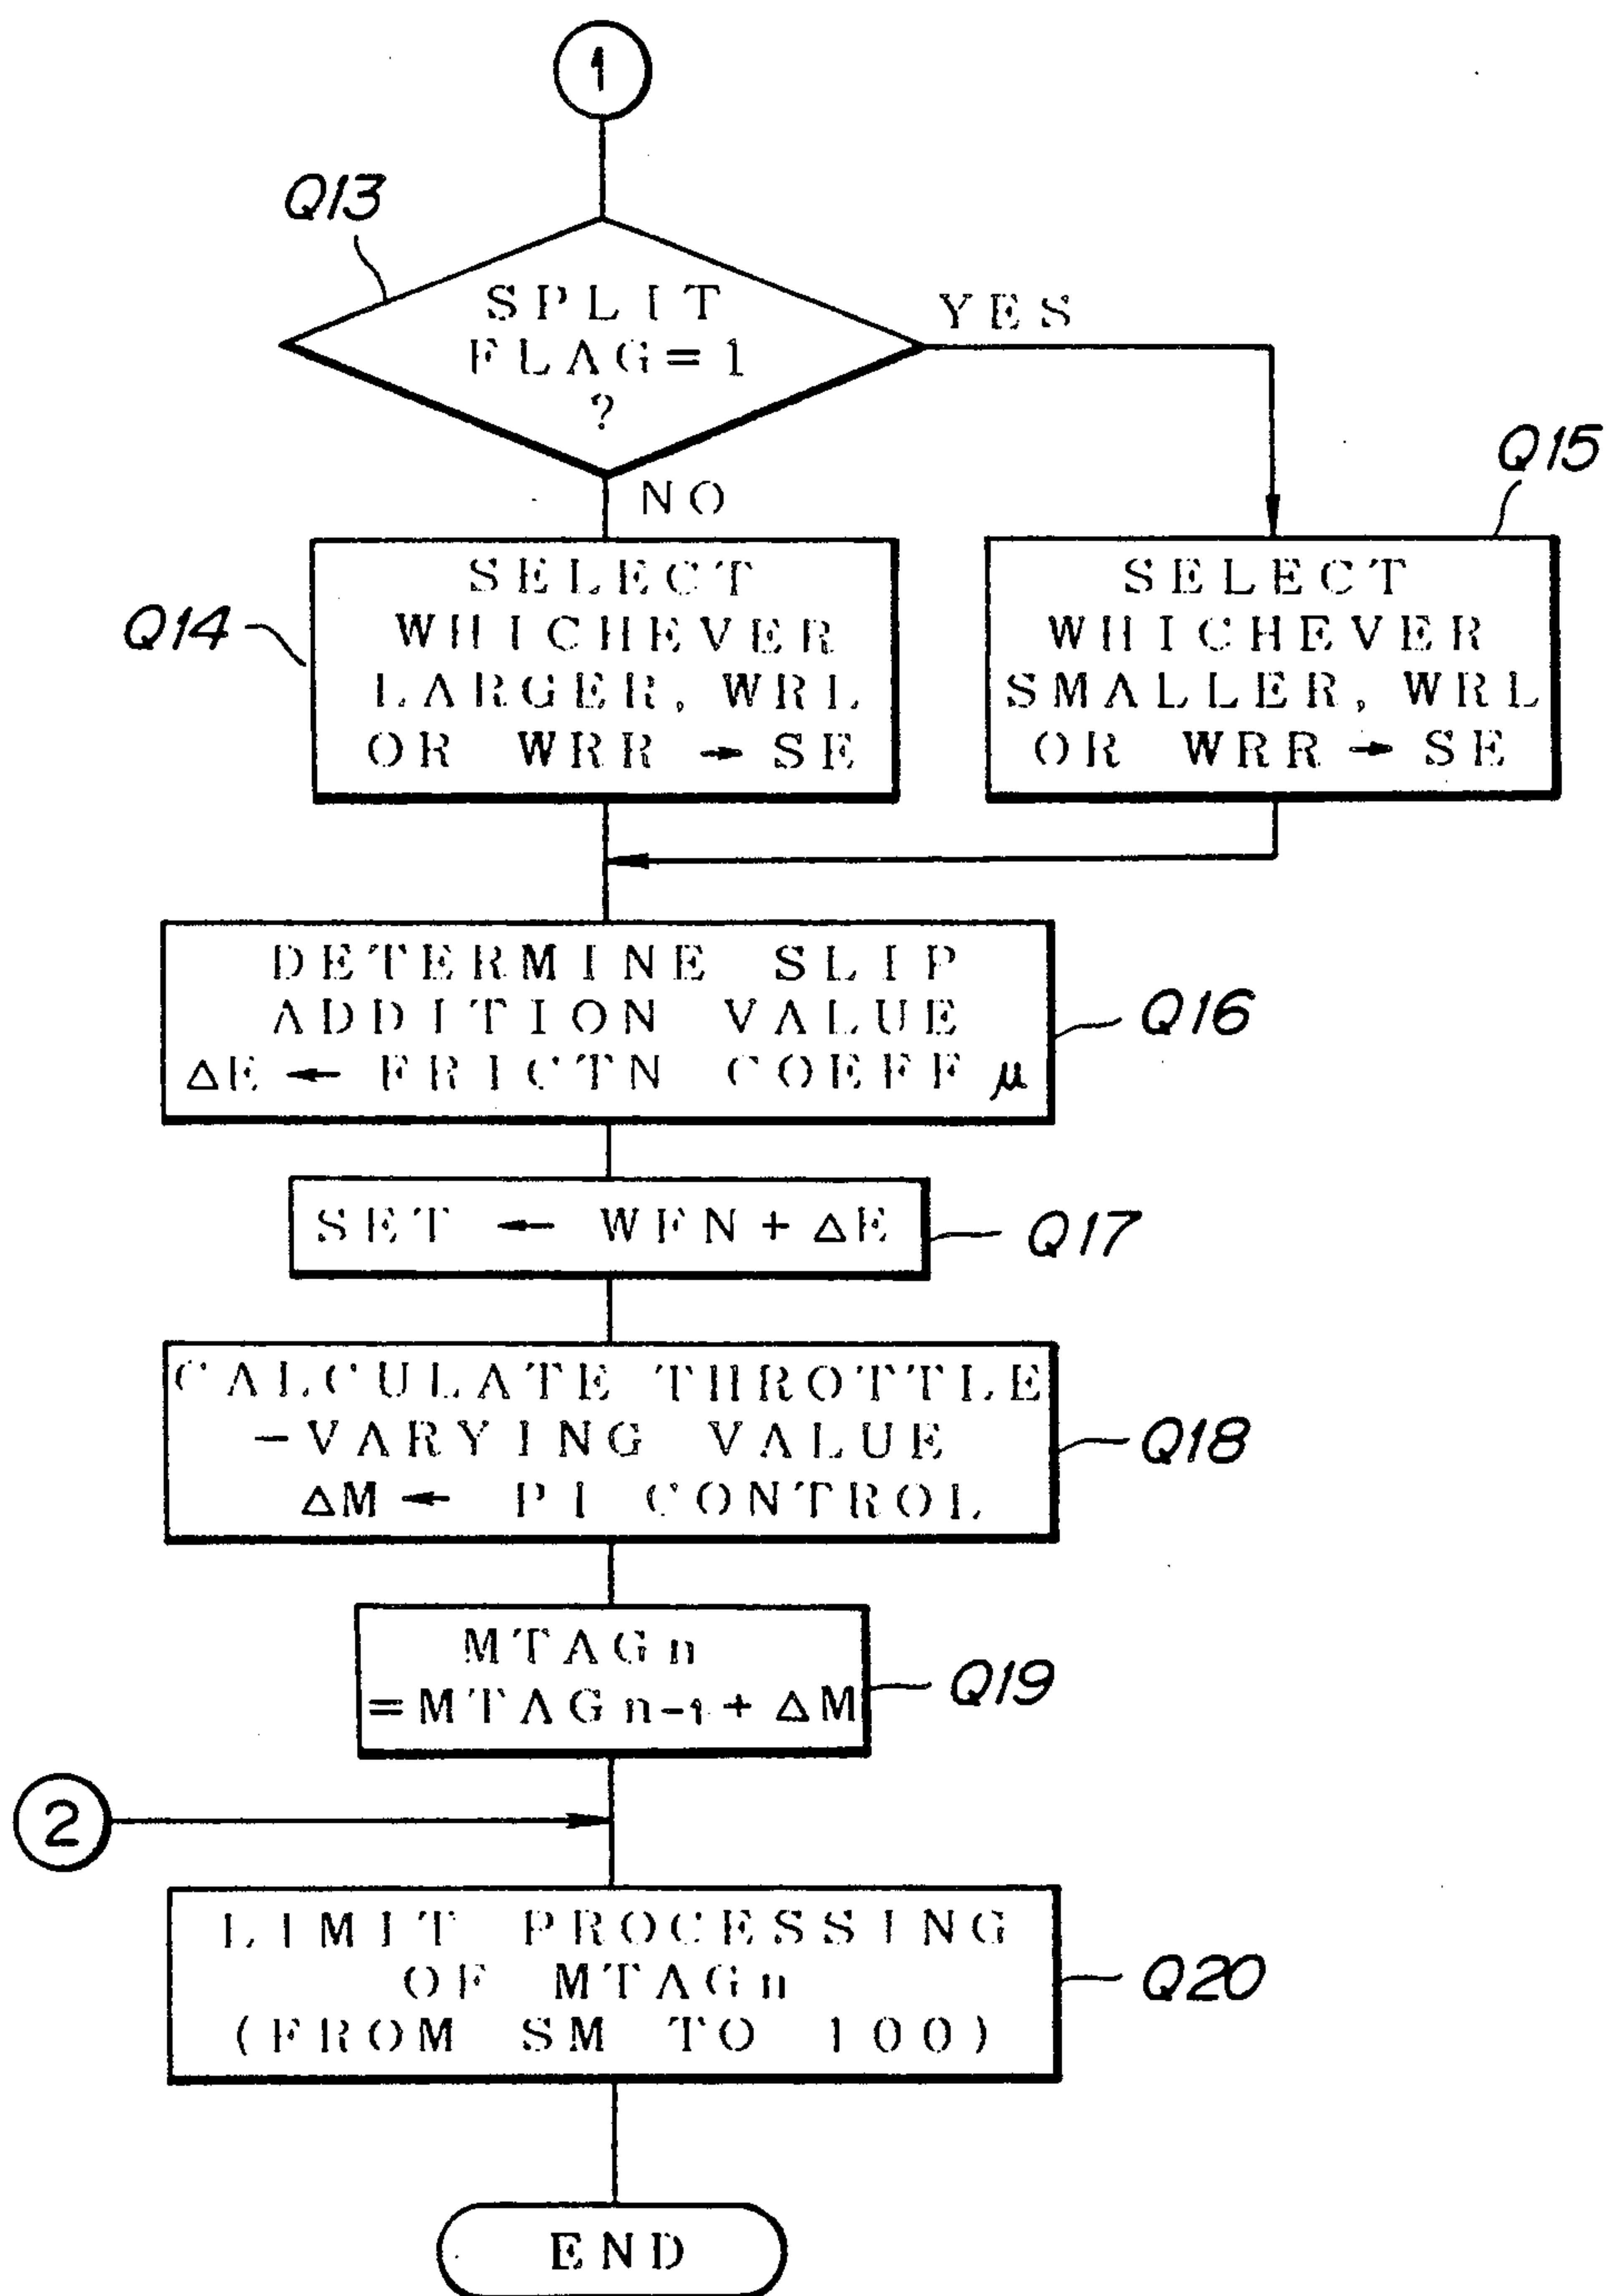 1
Q13
SPLIT
FLAG=1
?
YES
NO
Q14
SELECT
WHICHEVER
LARGER, WRL
OR WRR → SE
Q15
SELECT
WHICHEVER
SMALLER, WRL
OR WRR → SE
DETERMINE SLIP
ADDITION VALUE
ΔE ← FRICTN COEFF μ
Q16
SET ← WFN + ΔE
Q17
CALCULATE THROTTLE
-VARYING VALUE
ΔM ← PI CONTROL
Q18
MTAGn
=MTAGn-1 + ΔM
Q19
2
LIMIT PROCESSING
OF MTAGn
(FROM SM TO 100)
Q20
END